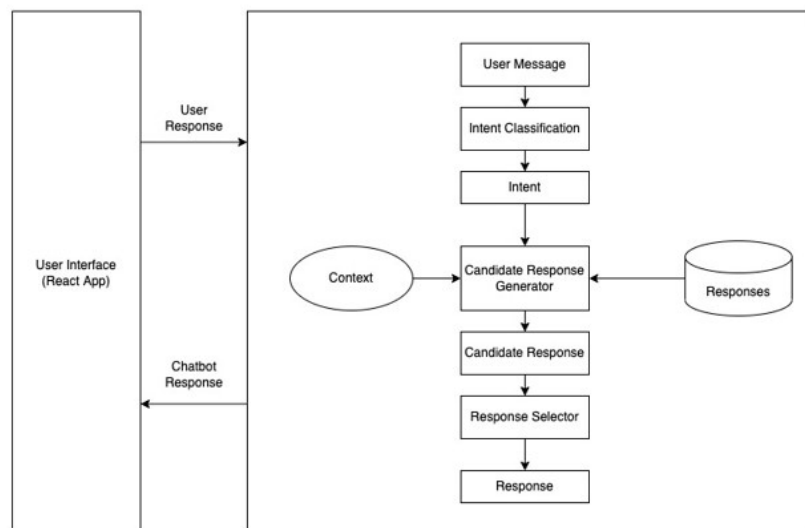 User Message
User
Response
Intent Classification
Intent
User Interface
(React App)
Context
Candidate Response
Generator
Responses
Chatbot
Response
Candidate Response
Response Selector
Response